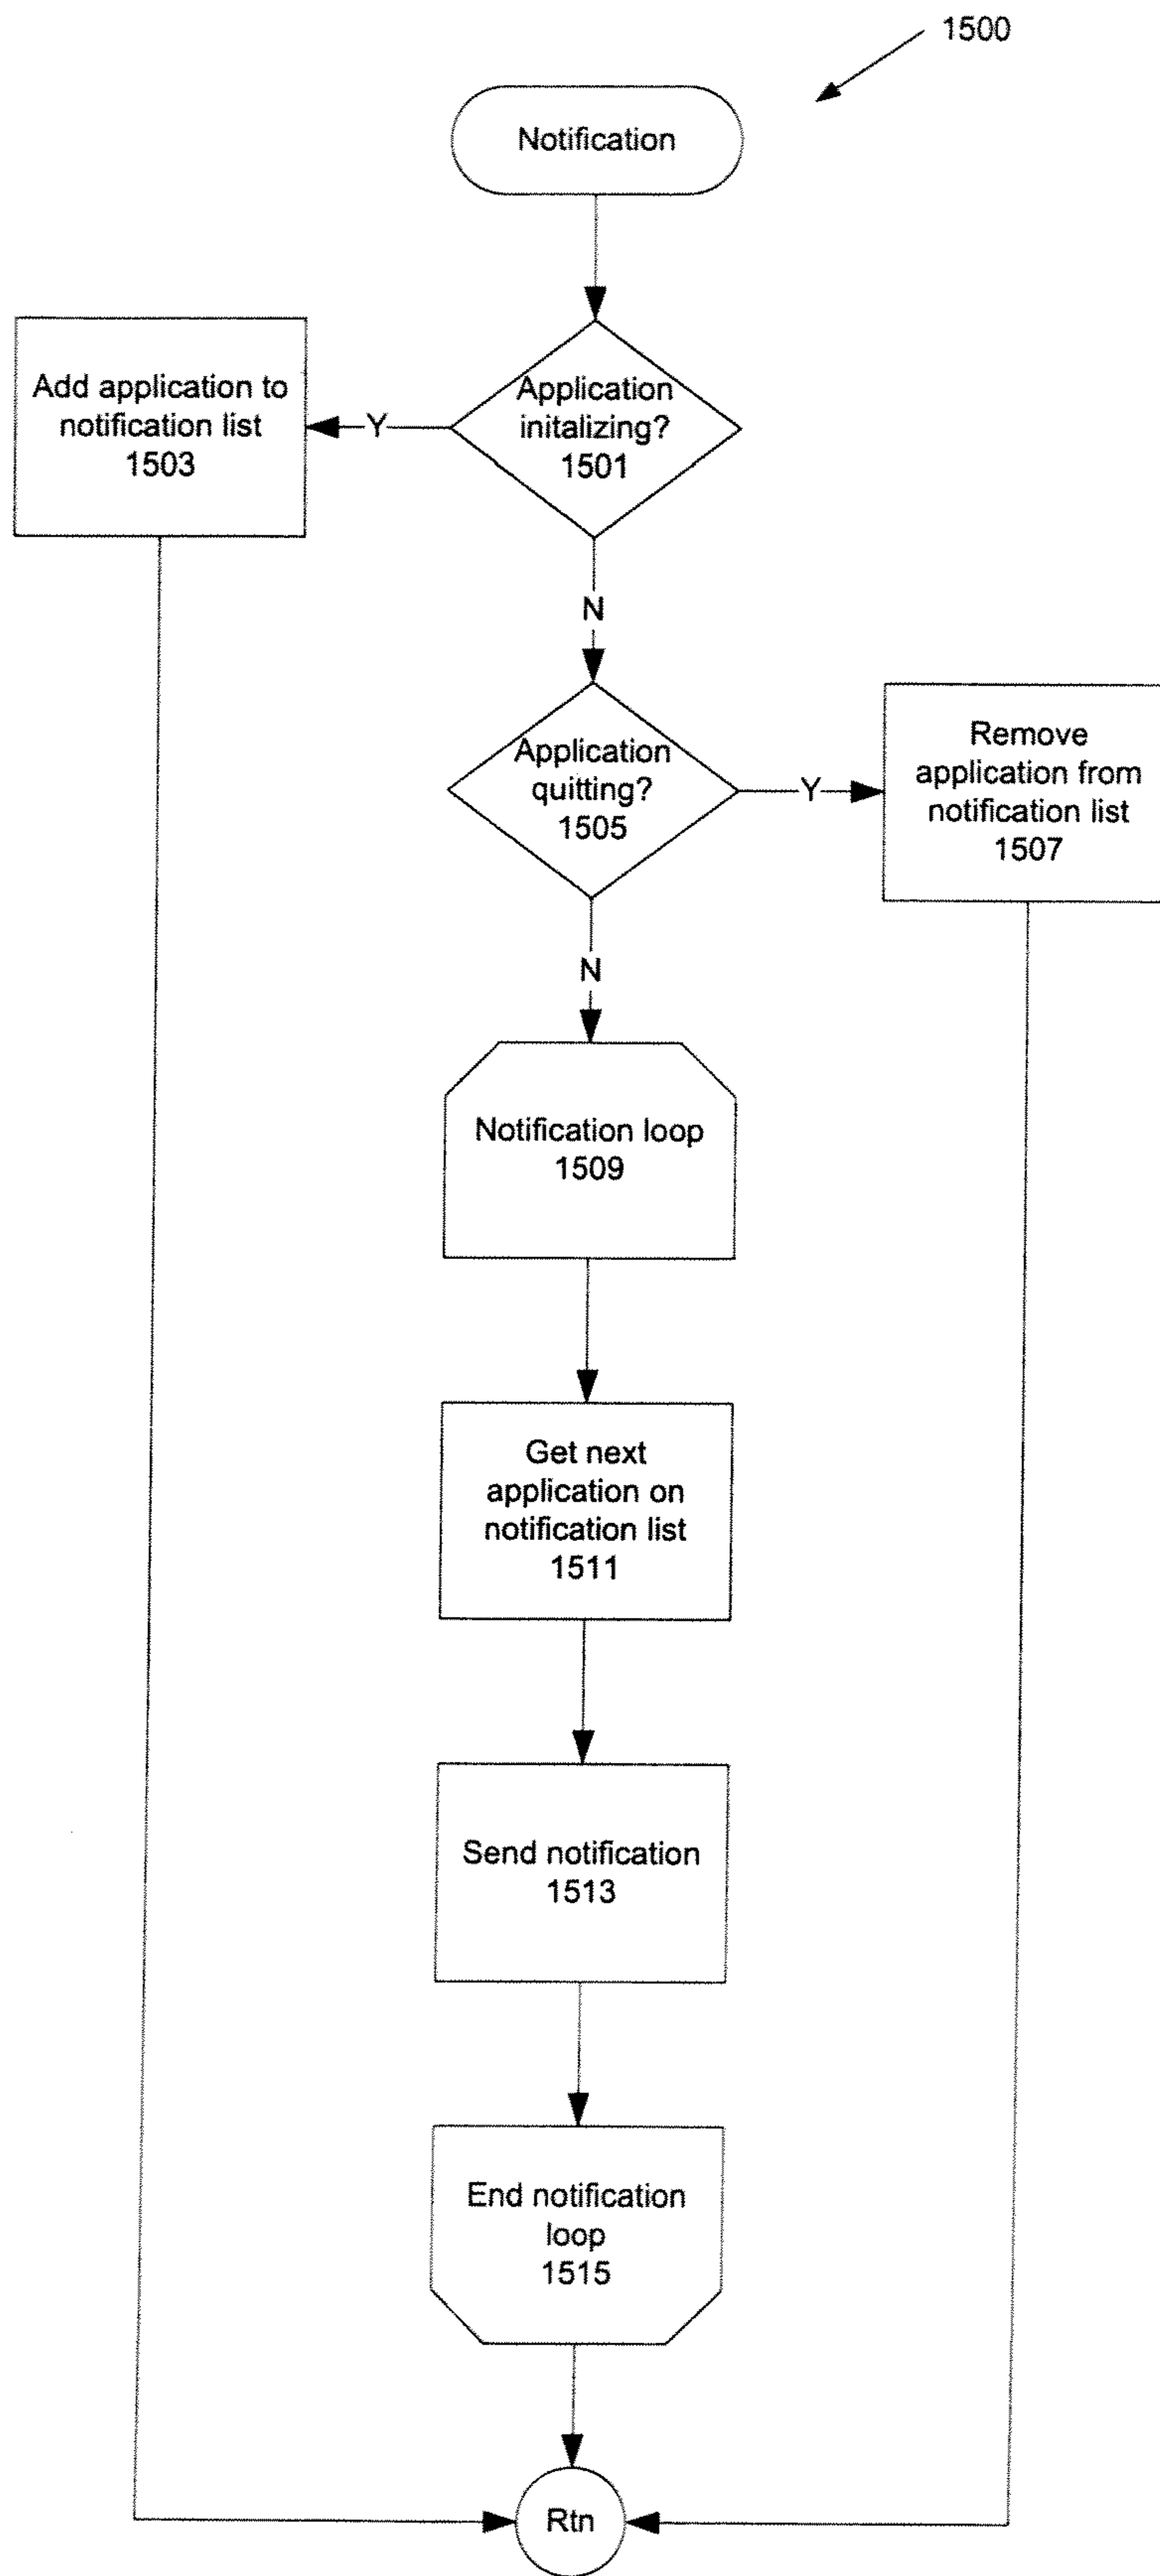 1500
Notification
Application
initalizing?
1501
Y
Add application to
notification list
1503
N
Application
quitting?
1505
Y
Remove
application from
notification list
1507
N
Notification loop
1509
Get next
application on
notification list
1511
Send notification
1513
End notification
loop
1515
Rtn